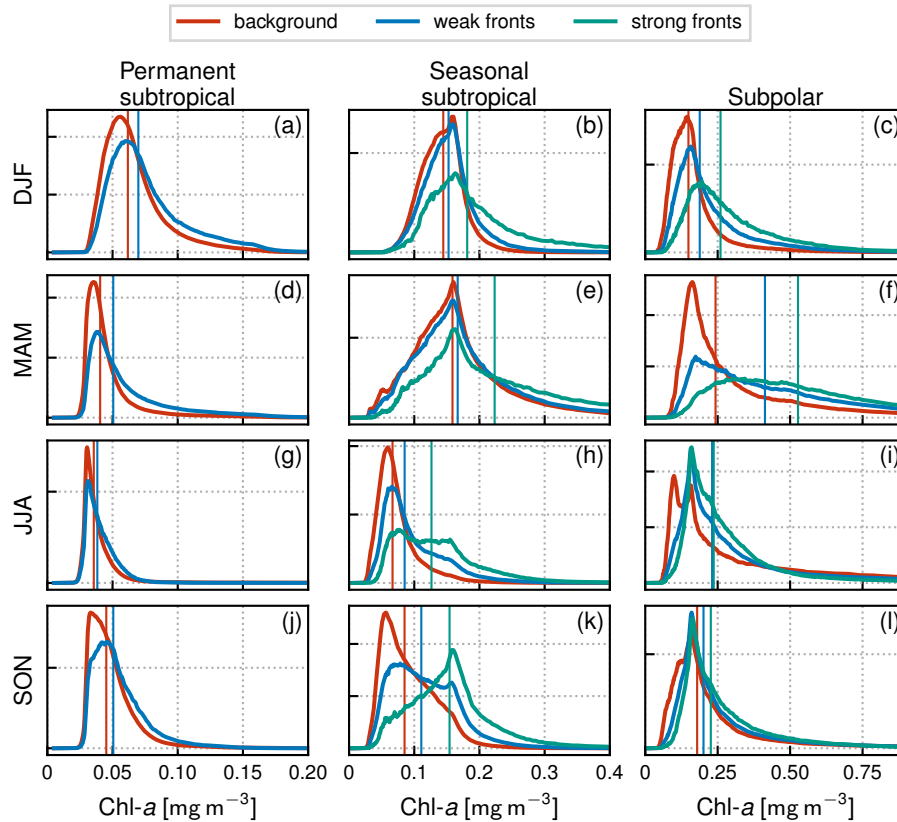 background weak fronts strong fronts
Permanent subtropical
Seasonal subtropical
Subpolar
DJF
(a) (b) (c)
MAM
(d) (e) (f)
JJA
(g) (h) (i)
SON
(j) (k) (l)
0 0.05 0.10 0.15 0.20
0 0.1 0.2 0.3 0.4
0 0.25 0.50 0.75
Chl-a [mg m⁻³] Chl-a [mg m⁻³] Chl-a [mg m⁻³]